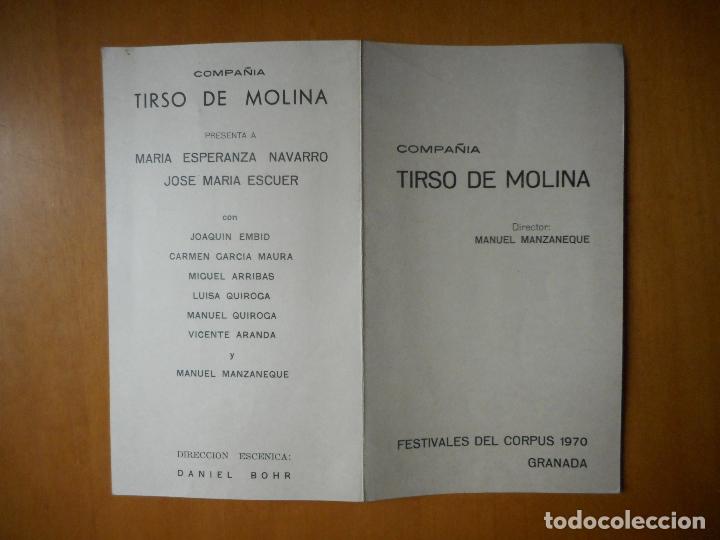 COMPAÑIA
TIRSO DE MOLINA
PRESENTA A
MARIA ESPERANZA NAVARRO
JOSE MARIA ESCUER
con
JOAQUIN EMBID
CARMEN GARCIA MAURA
MIGUEL ARRIBAS
LUISA QUIROGA
MANUEL QUIROGA
VICENTE ARANDA
y
MANUEL MANZANEQUE
DIRECCION ESCENICA:
DANIEL BOHR
COMPAÑIA
TIRSO DE MOLINA
Director:
MANUEL MANZANEQUE
FESTIVALES DEL CORPUS 1970
GRANADA
todocoleccion.net